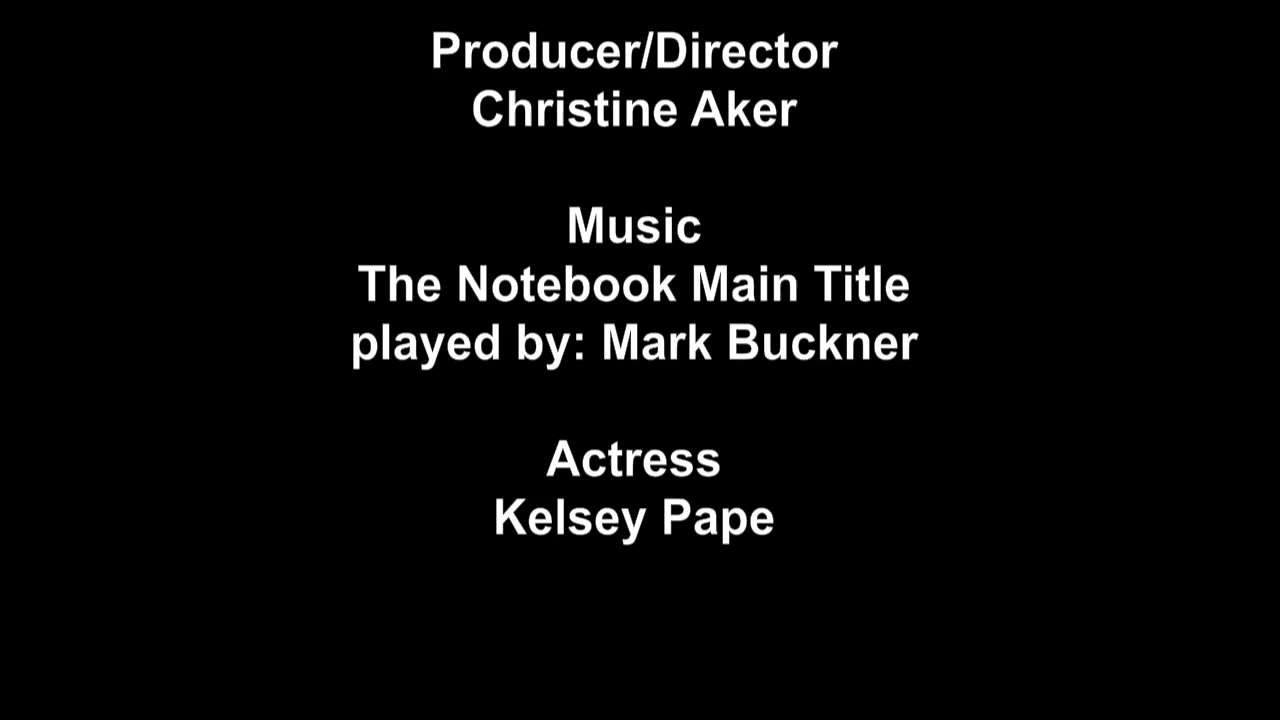 Producer/Director
Christine Aker
Music
The Notebook Main Title
played by: Mark Buckner
Actress
Kelsey Pape